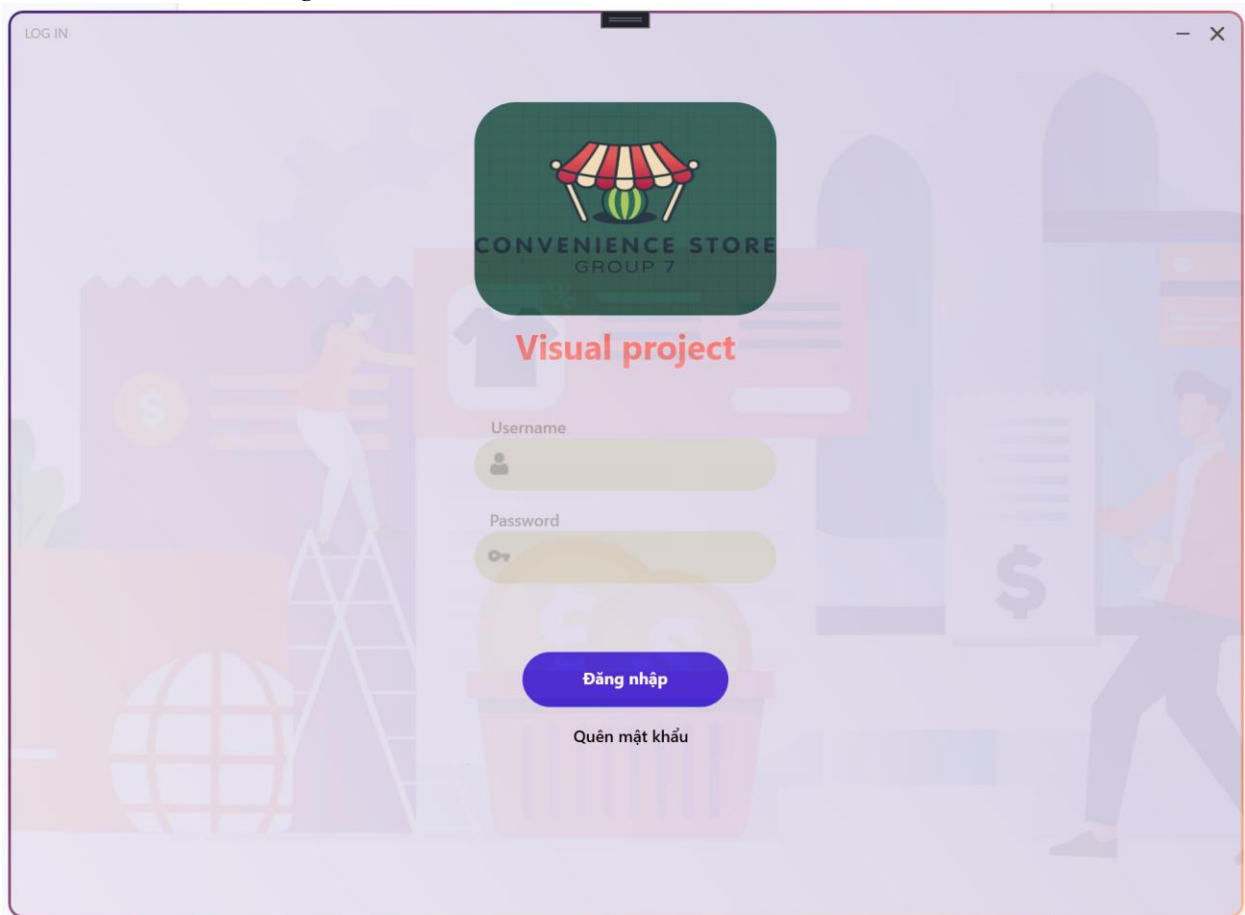 LOG IN
CONVENIENCE STORE
GROUP 7
%
Visual project
$
Username
Password
$
Đăng nhập
Quên mật khẩu